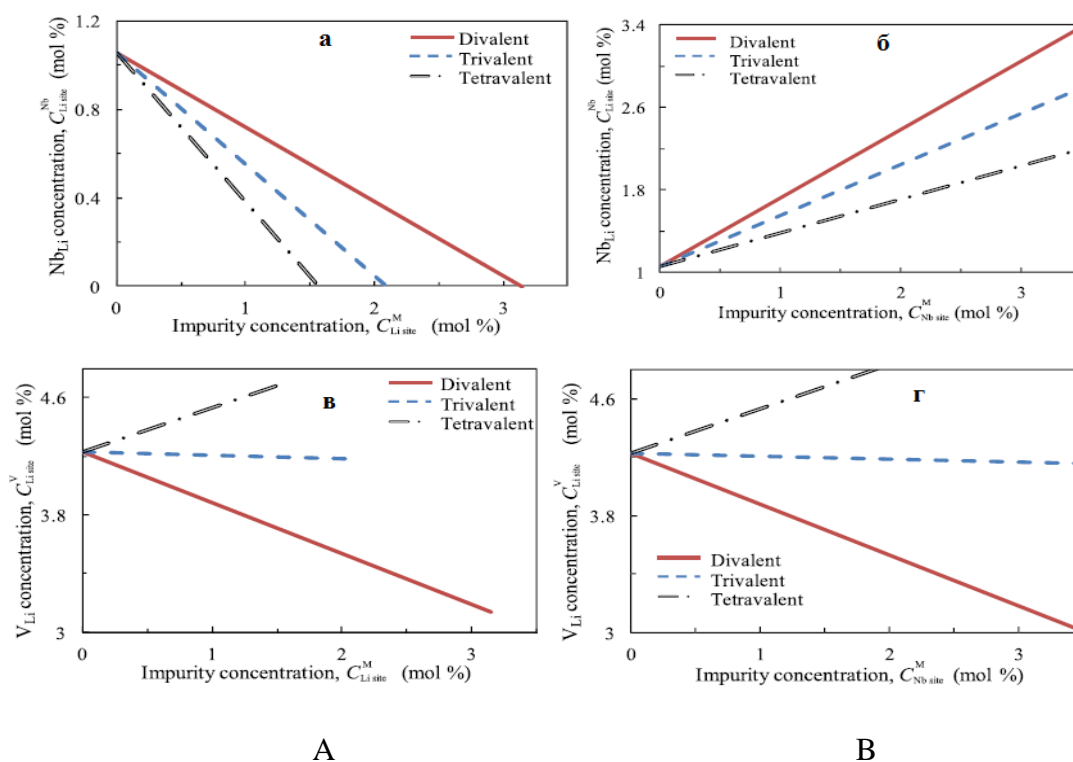 1.2
0.8
0.4
0
0
1
2
3
а
Divalent
Trivalent
Tetravalent
Nb_Li concentration, C^Nb_Li site (mol %)
Impurity concentration, C^M_Li site (mol %)
3.4
2.6
1.8
1
0
1
2
3
б
Divalent
Trivalent
Tetravalent
Nb_Li concentration, C^Nb_Li site (mol %)
Impurity concentration, C^M_Nb site (mol %)
4.6
3.8
3
0
1
2
3
в
Divalent
Trivalent
Tetravalent
V_Li concentration, C^V_Li site (mol %)
Impurity concentration, C^M_Li site (mol %)
4.6
3.8
3
0
1
2
3
г
Divalent
Trivalent
Tetravalent
V_Li concentration, C^V_Li site (mol %)
Impurity concentration, C^M_Nb site (mol %)
A
B